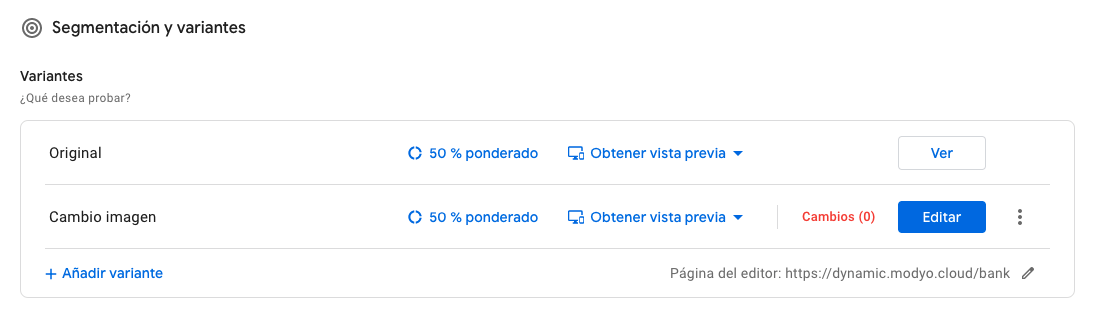 Segmentación y variantes
Variantes
¿Qué desea probar?
Original 50 % ponderado Obtener vista previa Ver
Cambio imagen 50 % ponderado Obtener vista previa Cambios (0) Editar
+ Añadir variante Página del editor: https://dynamic.modyo.cloud/bank